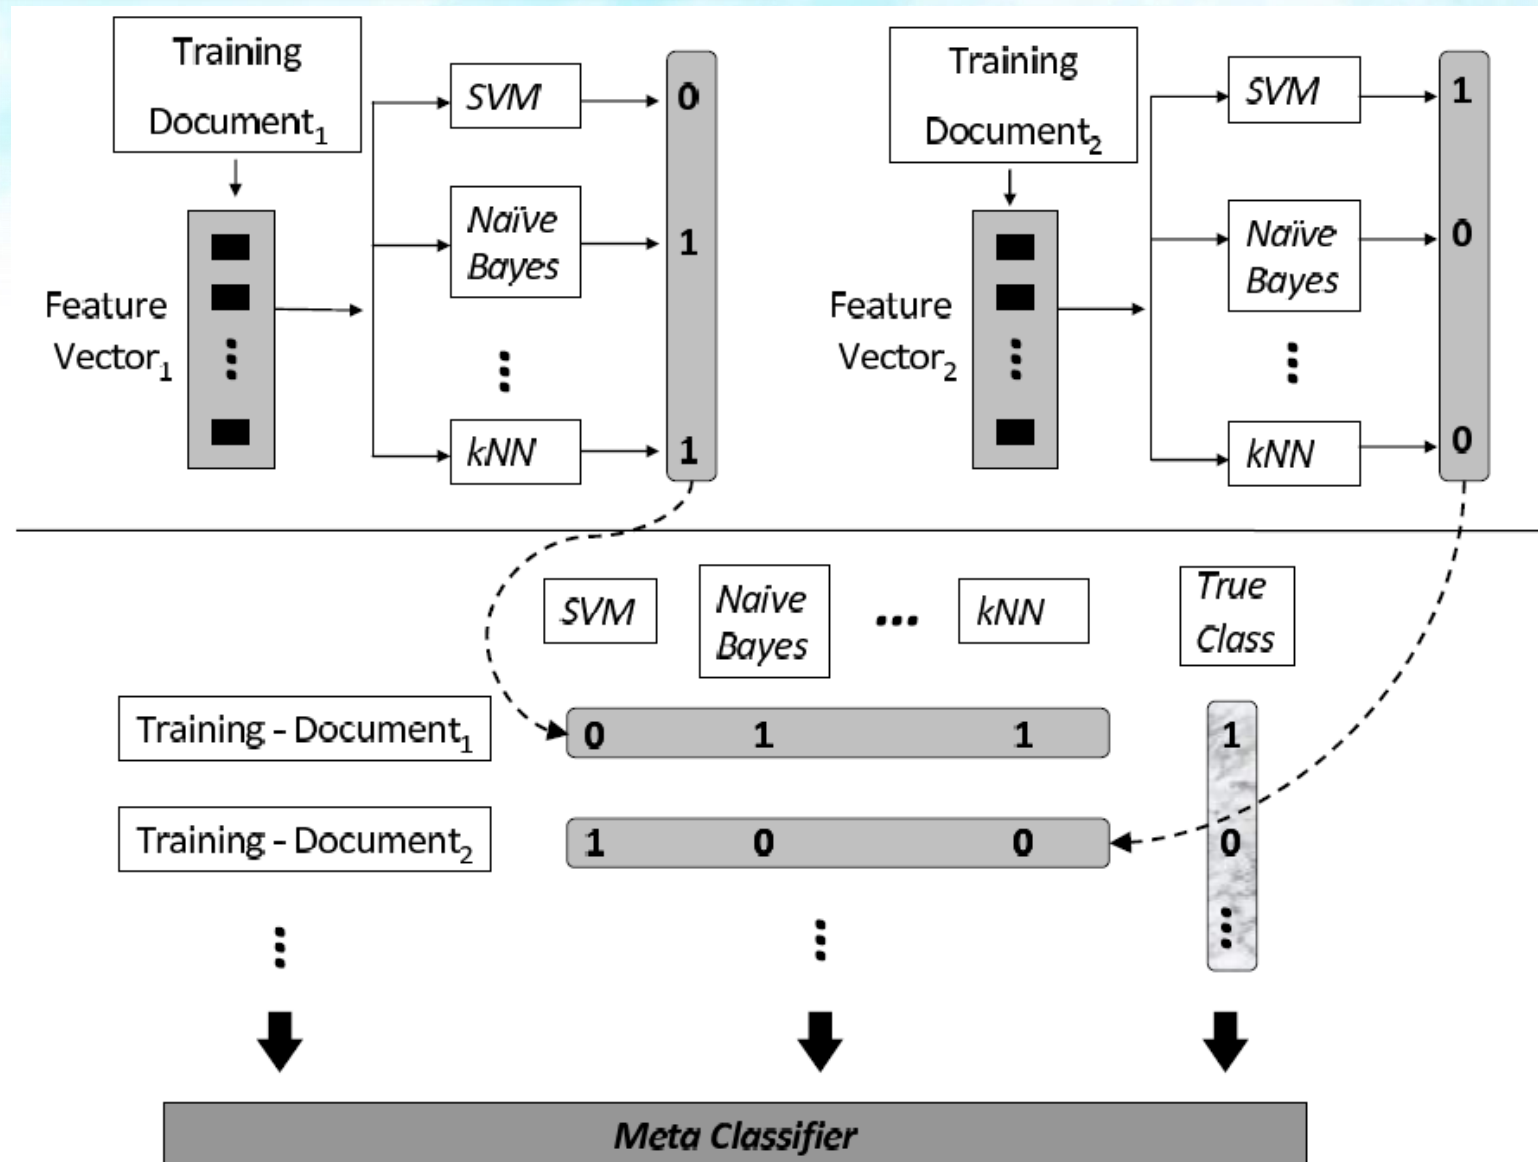 Training
Document1
SVM
0
Naïve
Bayes
1
Feature
Vector1
kNN
1
Training
Document2
SVM
1
Naïve
Bayes
0
Feature
Vector2
kNN
0
SVM
Naive
Bayes
...
kNN
True
Class
Training - Document1
0 1 1
1
Training - Document2
1 0 0
0
Meta Classifier